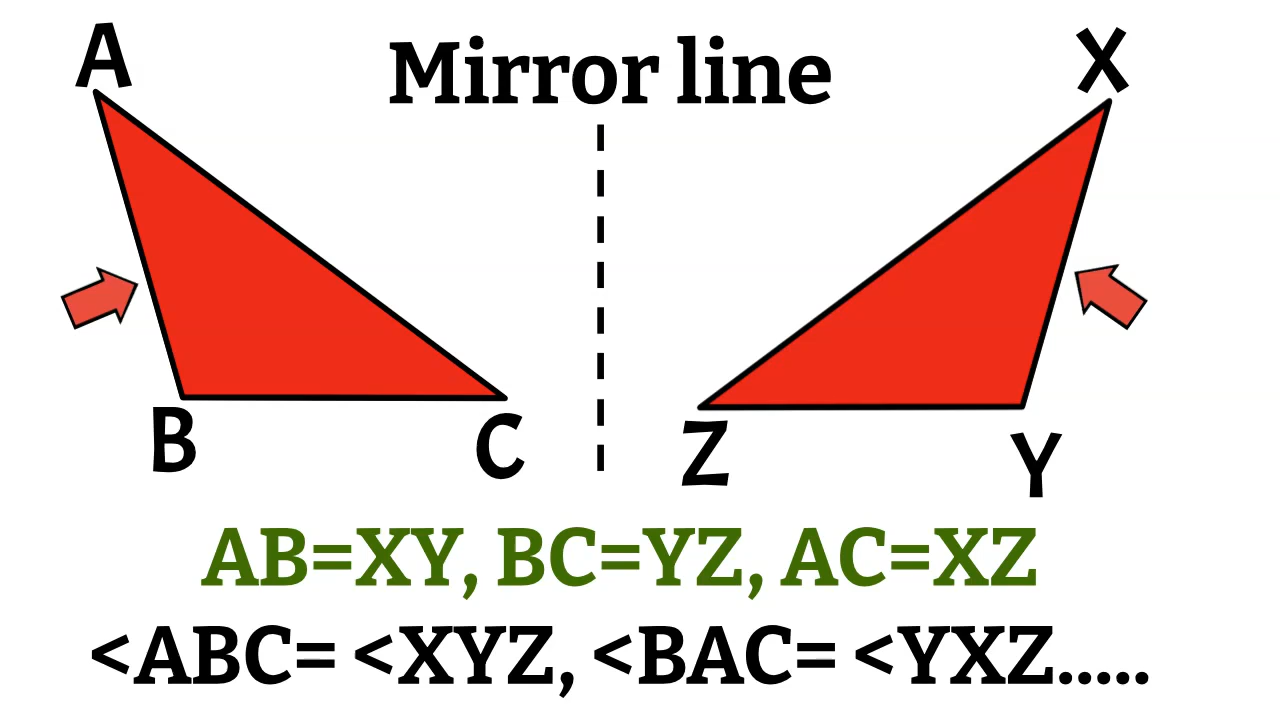 A
Mirror line
X
B
C
Z
Y
AB=XY, BC=YZ, AC=XZ
<ABC= <XYZ, <BAC= <YXZ.....